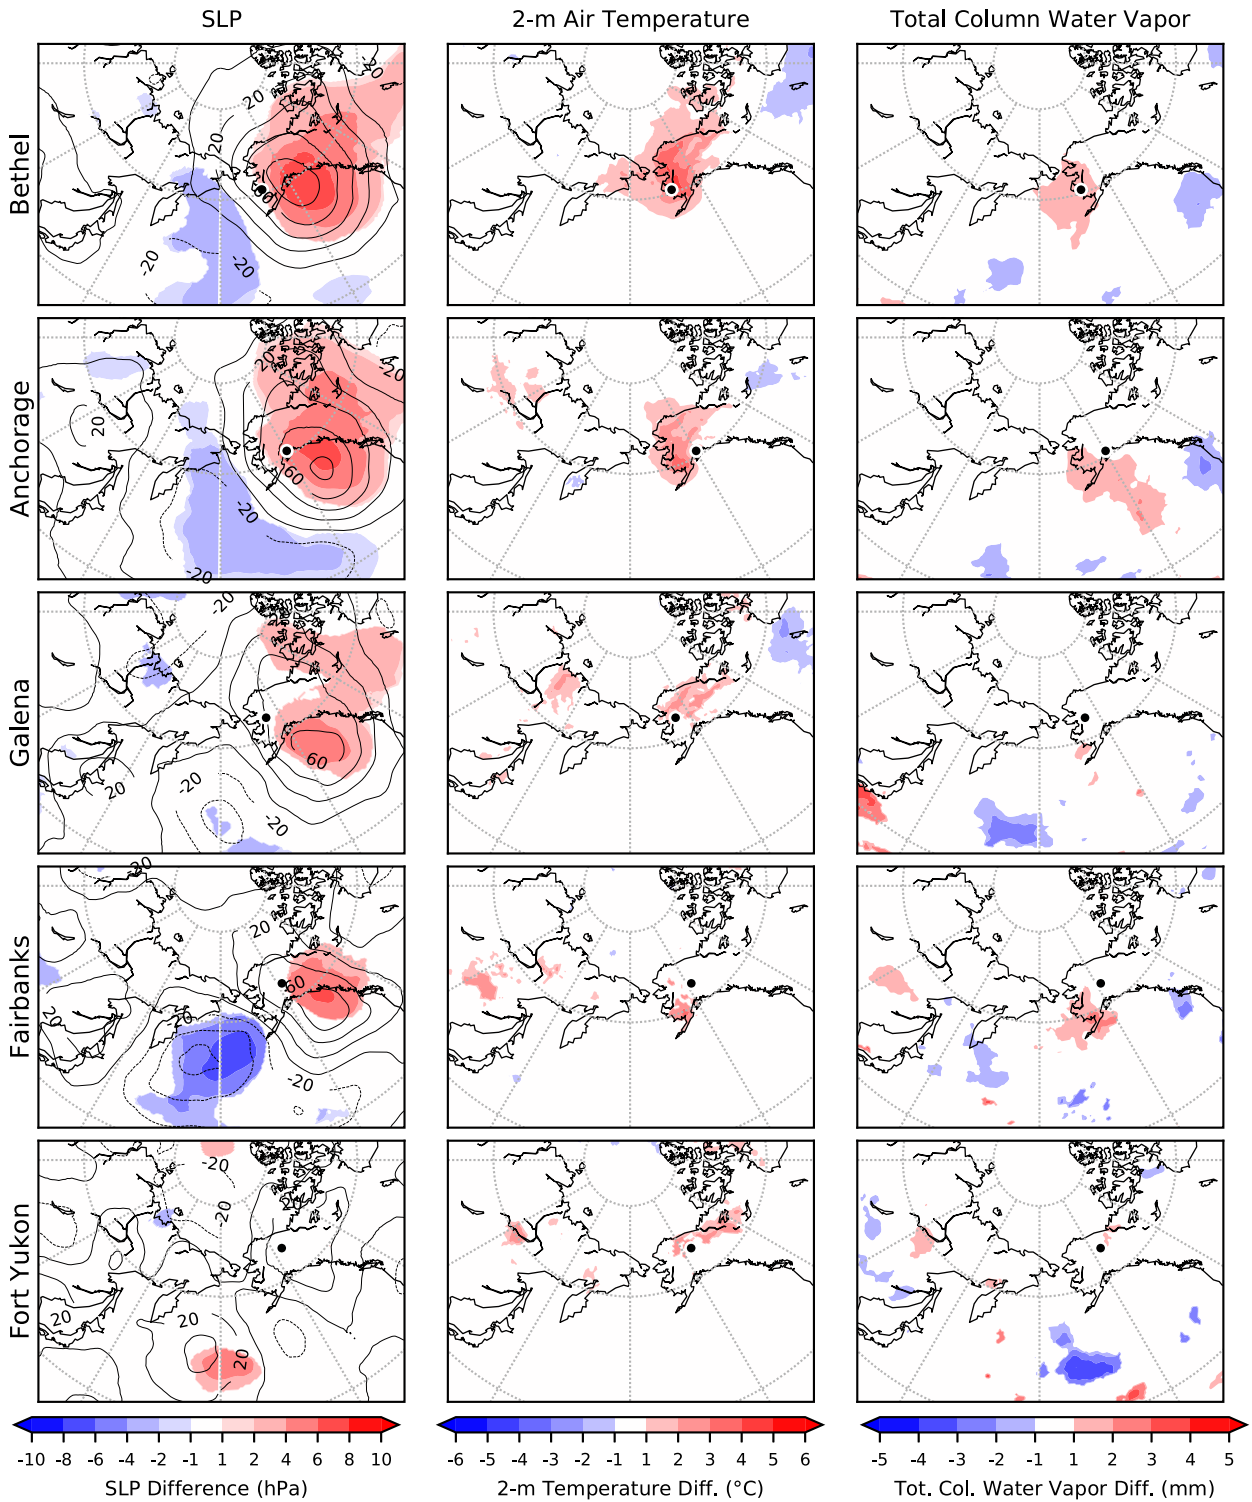 SLP
2-m Air Temperature
Total Column Water Vapor
Bethel
20
20
20
-20
-20
Anchorage
20
-20
20
60
-20
-20
Galena
-20
60
20
-20
-20
Fairbanks
20
20
60
20
20
-20
Fort Yukon
-20
-20
20
20
20
-10 -8 -6 -4 -2 1 2 4 6 8 10
SLP Difference (hPa)
-6 -5 -4 -3 -2 -1 1 2 3 4 5 6
2-m Temperature Diff. (°C)
-5 -4 -3 -2 -1 1 2 3 4 5
Tot. Col. Water Vapor Diff. (mm)